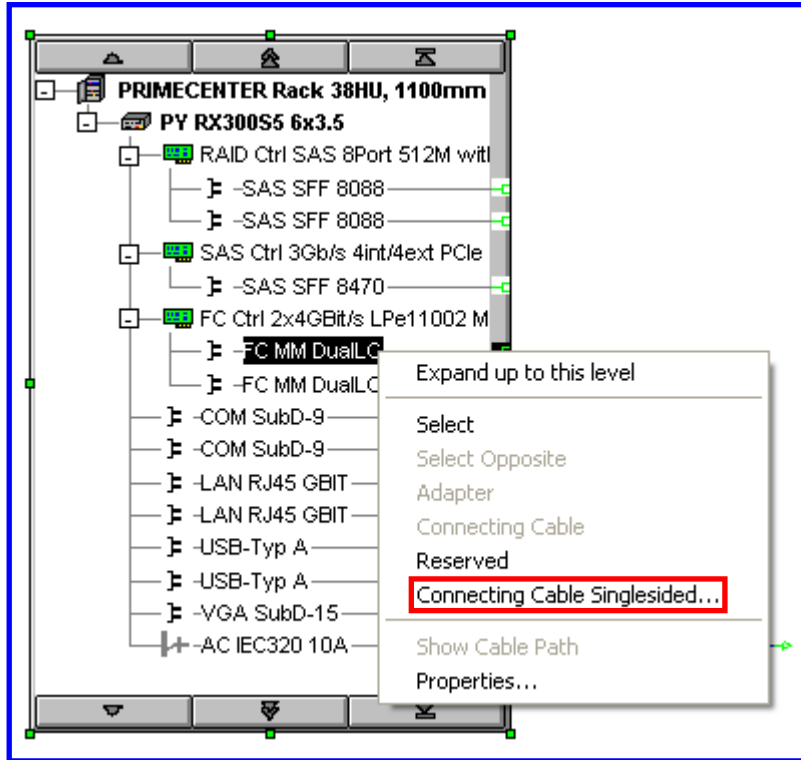 PRIMECENTER Rack 38HU, 1100mm
PY RX300S5 6x3.5
RAID Ctrl SAS 8Port 512M
-SAS SFF 8088
-SAS SFF 8088
SAS Ctrl 3Gb/s 4int/4ext PCIe
-SAS SFF 8470
FC Ctrl 2x4GBit/s LPe11002 M
-FC MM DualLC
-FC MM DualLC
-COM SubD-9
-COM SubD-9
-LAN RJ45 GBIT
-LAN RJ45 GBIT
-USB-Typ A
-USB-Typ A
-VGA SubD-15
-AC IEC320 10A
Expand up to this level
Select
Select Opposite
Adapter
Connecting Cable
Reserved
Connecting Cable Singlesided...
Show Cable Path
Properties...